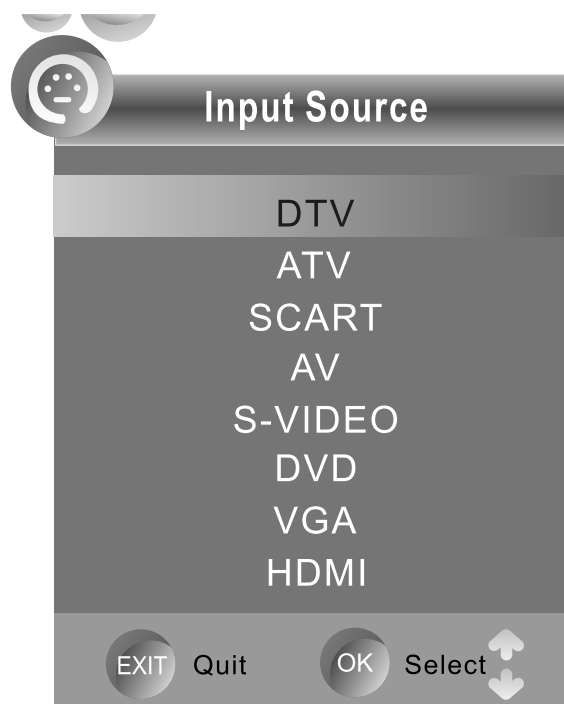 Input Source
DTV
ATV
SCART
AV
S-VIDEO
DVD
VGA
HDMI
EXIT Quit OK Select